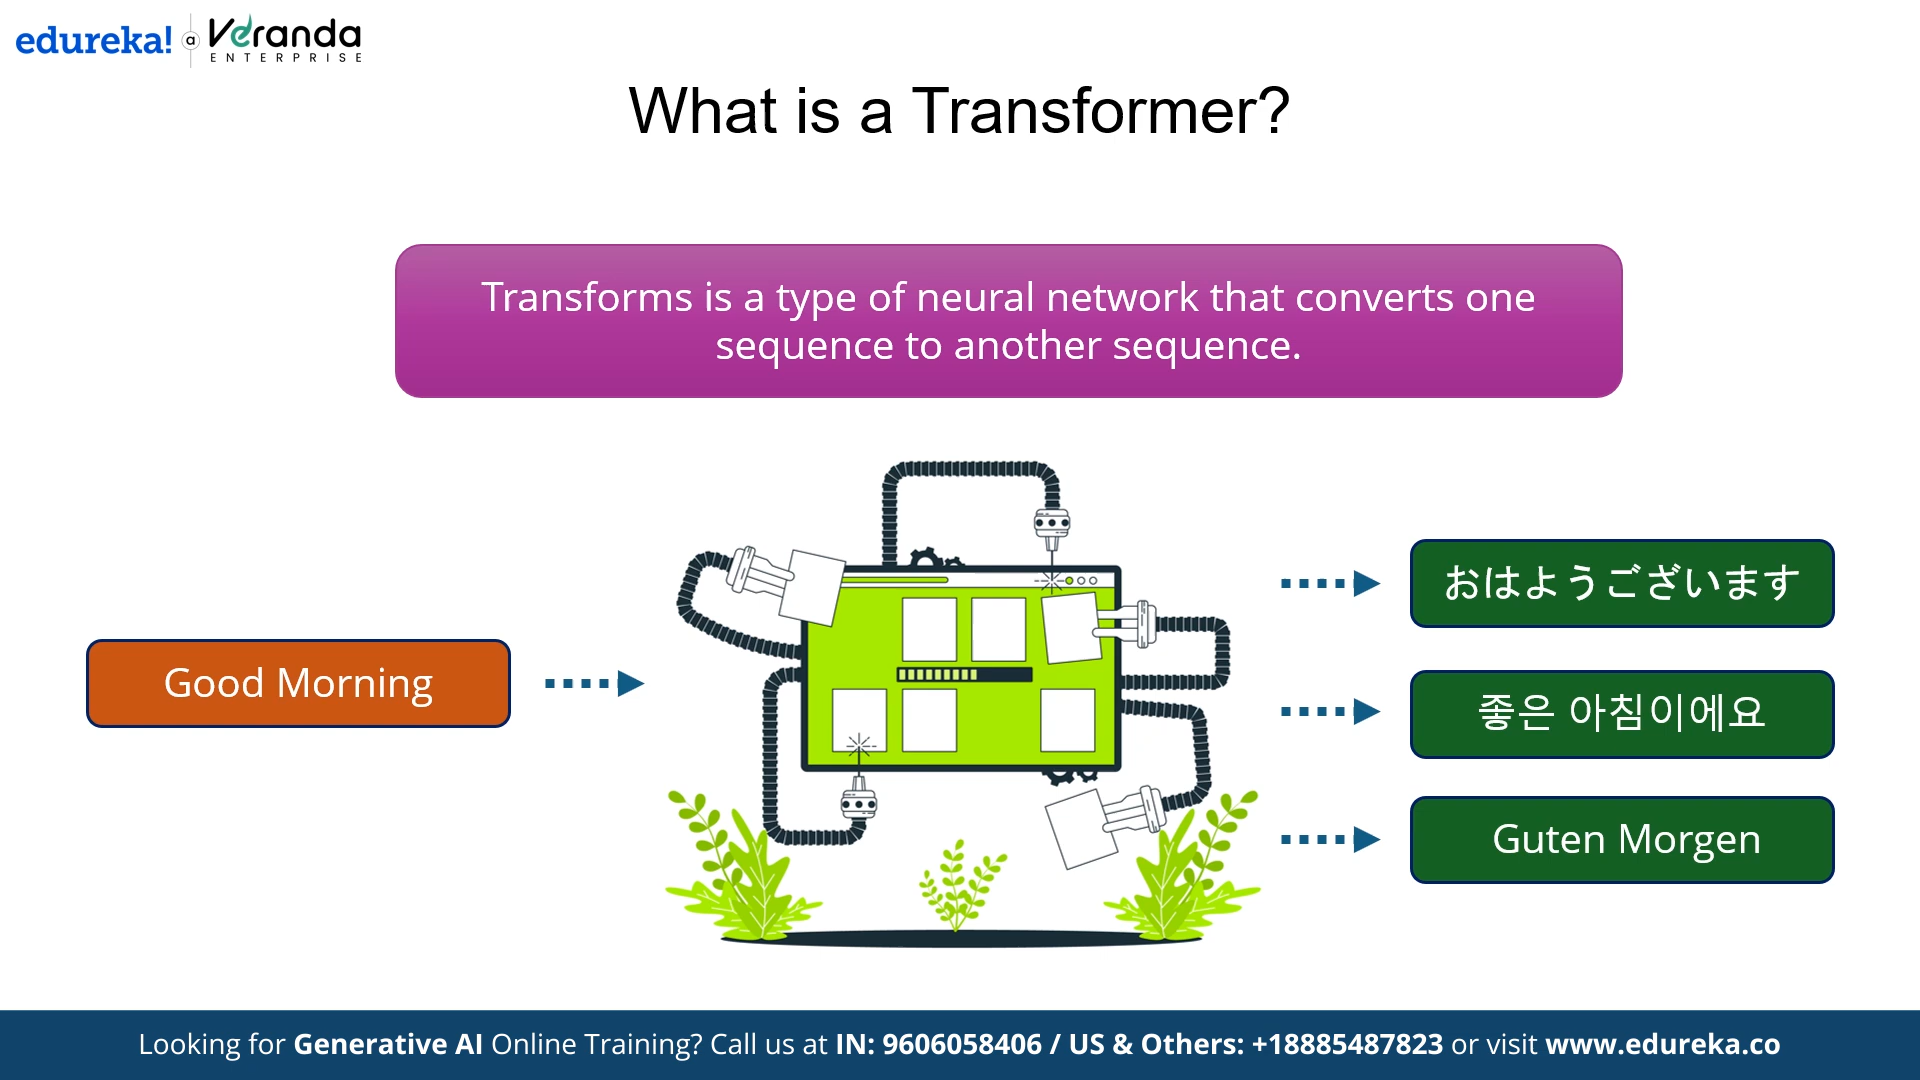 edureka! a Veranda
ENTERPRISE
What is a Transformer?
Transforms is a type of neural network that converts one
sequence to another sequence.
Good Morning
おはようございます
좋은 아침이에요
Guten Morgen
Looking for Generative AI Online Training? Call us at IN: 9606058406 / US & Others: +18885487823 or visit www.edureka.co